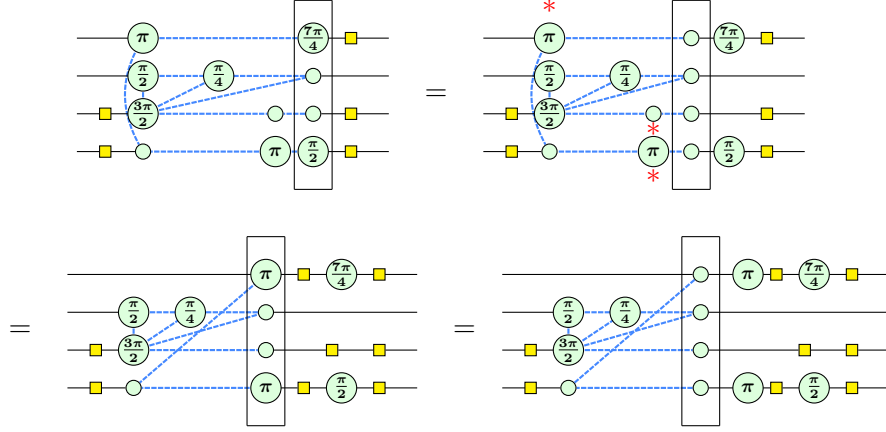 * 
π 7π/4 = π 7π/4
π/2 π/4 π/2 π/4
3π/2 3π/2 *
π π/2 π π/2
*
= π 7π/4 = π 7π/4
π/2 π/4 π/2 π/4
3π/2 3π/2
π π/2 π π/2